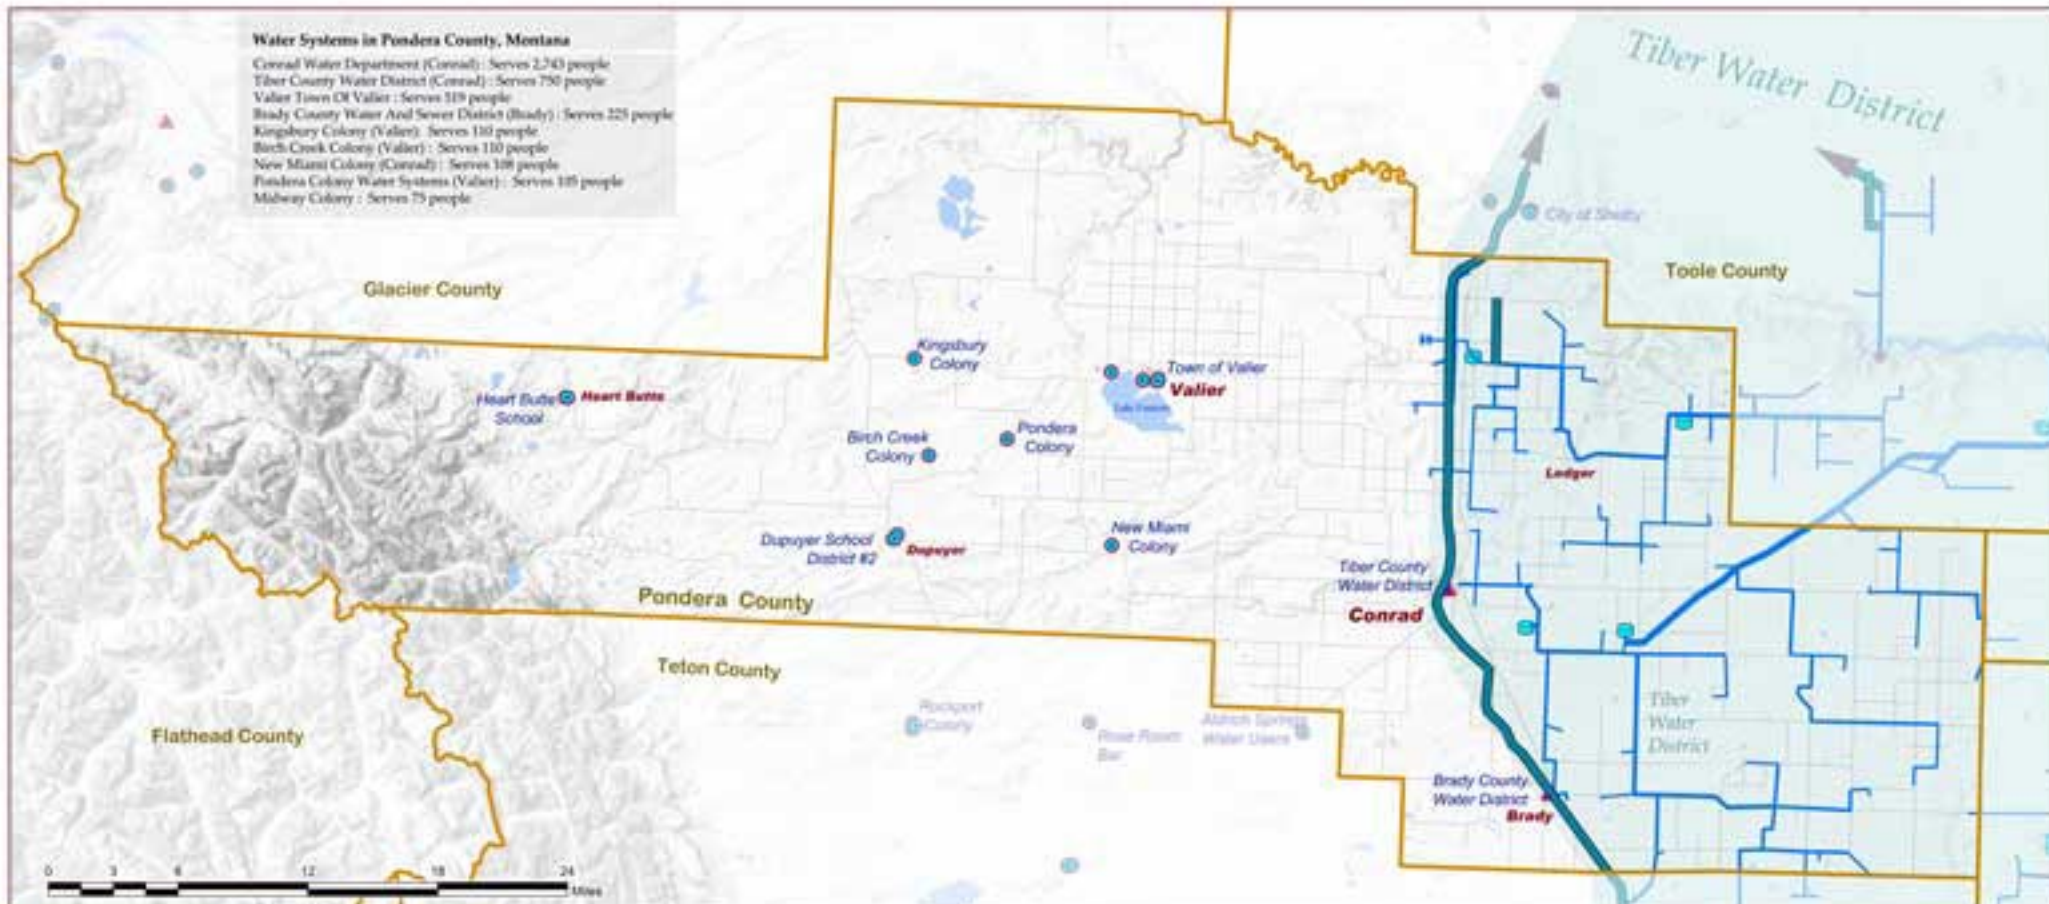 Water Systems in Pondera County, Montana
Conrad Water Department (Conrad) : Serves 2,743 people
Tiber County Water District (Conrad) : Serves 750 people
Valier Town Of Valier : Serves 519 people
Brady County Water And Sewer District (Brady) : Serves 225 people
Kingsbury Colony (Valier) Serves 110 people
Birch Creek Colony (Valier) : Serves 110 people
New Miami Colony (Conrad) : Serves 108 people
Pondera Colony Water Systems (Valier) : Serves 105 people
Midway Colony : Serves 75 people
Tiber Water District
City of Shelby
Toole County
Glacier County
Kingsbury
Colony
Town of Valier
Valier
Heart Butte
School
Heart Butte
Birch Creek
Colony
Pondera
Colony
Ledger
Dupuyer School
District #2
Dupuyer
New Miami
Colony
Tiber County
Water District
Conrad
Pondera County
Teton County
Flathead County
Rockport
Colony
Rose Room
Bar
Aldrich Springs
Water Users
Tiber
Water
District
Brady County
Water District
Brady
0 3 6 12 18 24
Miles